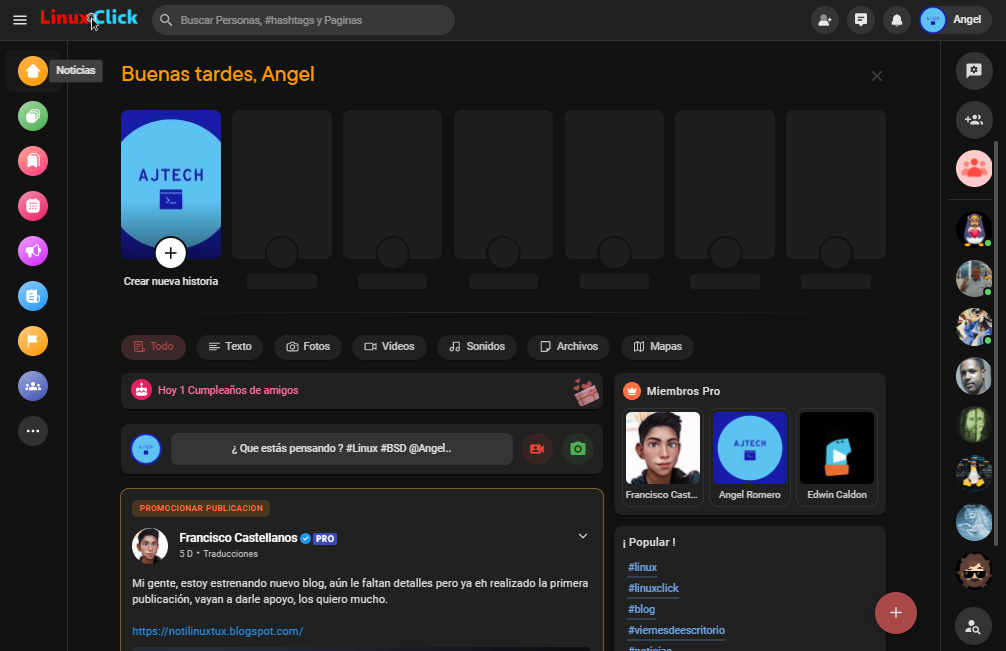 LinuxClick
Buscar Personas, #hashtags y Paginas
Angel
Noticias
Buenas tardes, Angel
AJTECH
Crear nueva historia
Todo
Texto
Fotos
Videos
Sonidos
Archivos
Mapas
Hoy 1 Cumpleaños de amigos
¿ Que estás pensando ? #Linux #BSD @Angel..
Miembros Pro
AJTECH
Francisco Cast...
Angel Romero
Edwin Caldon
PROMOCIONAR PUBLICACION
Francisco Castellanos PRO
5 D • Traducciones
Mi gente, estoy estrenando nuevo blog, aún le faltan detalles pero ya eh realizado la primera
publicación, vayan a darle apoyo, los quiero mucho.
https://notilinuxtux.blogspot.com/
¡ Popular !
#linux
#linuxclick
#blog
#viernesdeescritorio
#noticias